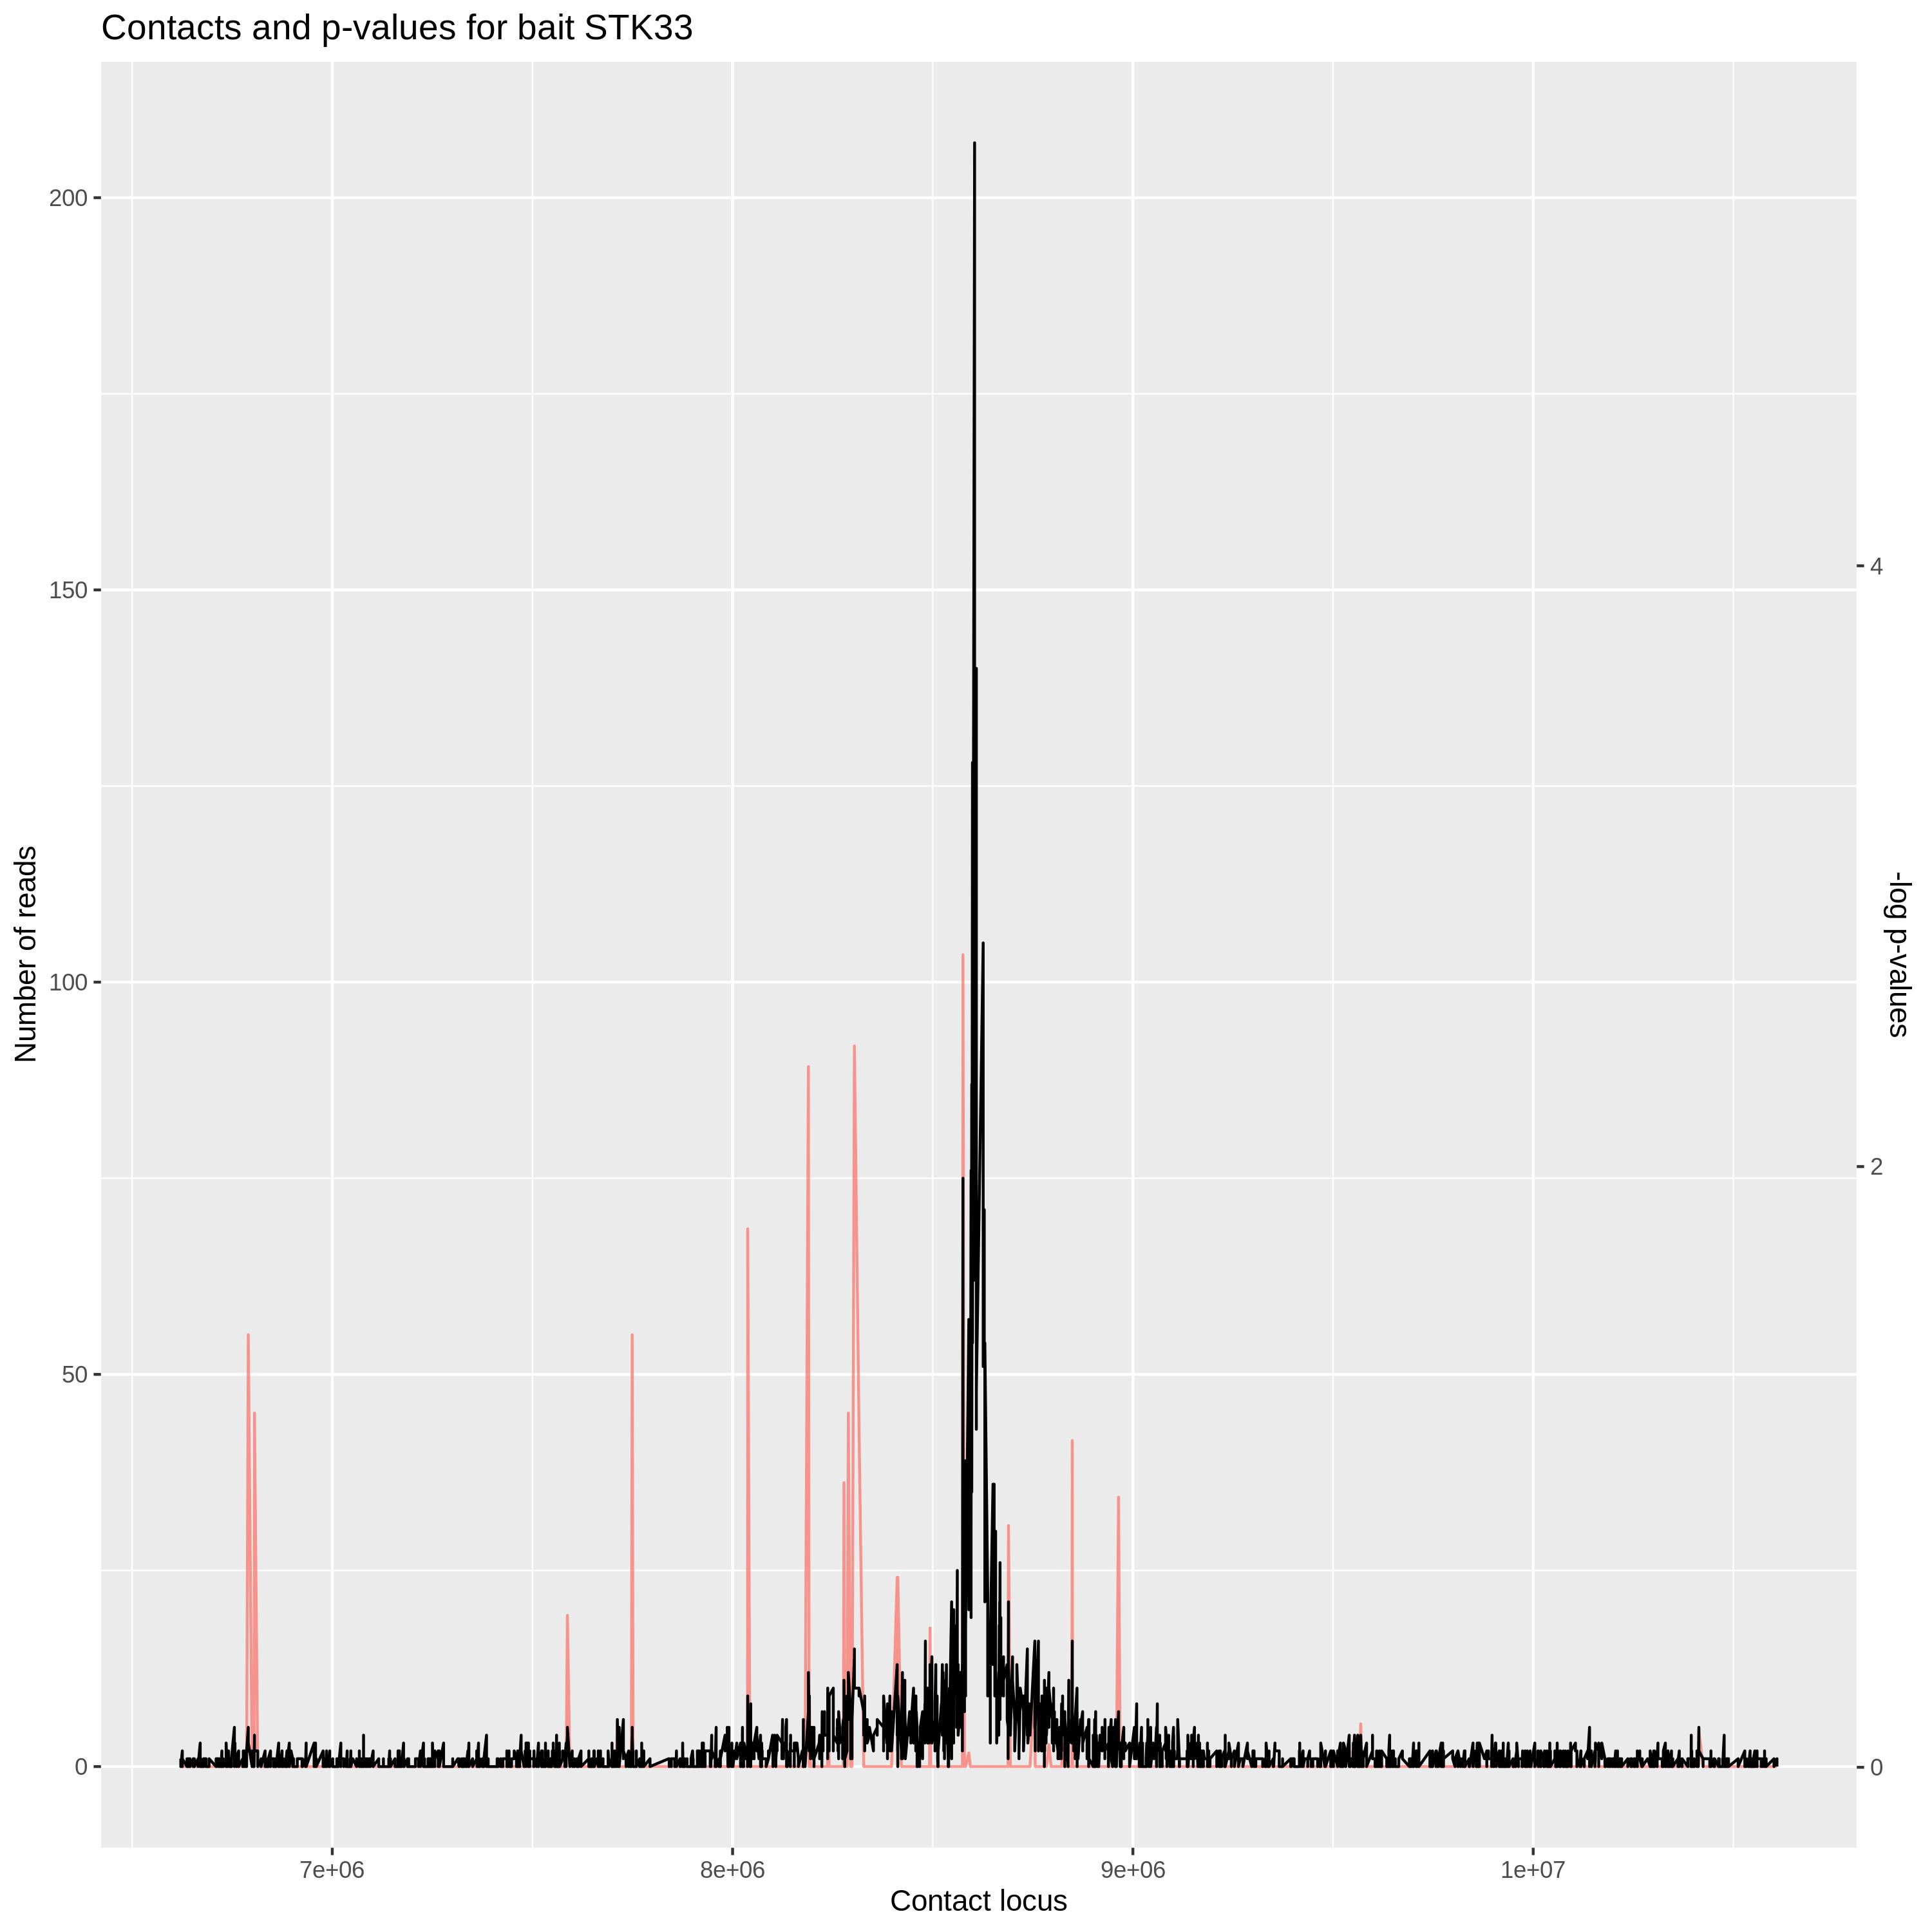 Contacts and p-values for bait STK33
200
150
100
50
0
Number of reads
4
2
0
-log p-values
7e+06
8e+06
9e+06
1e+07
Contact locus